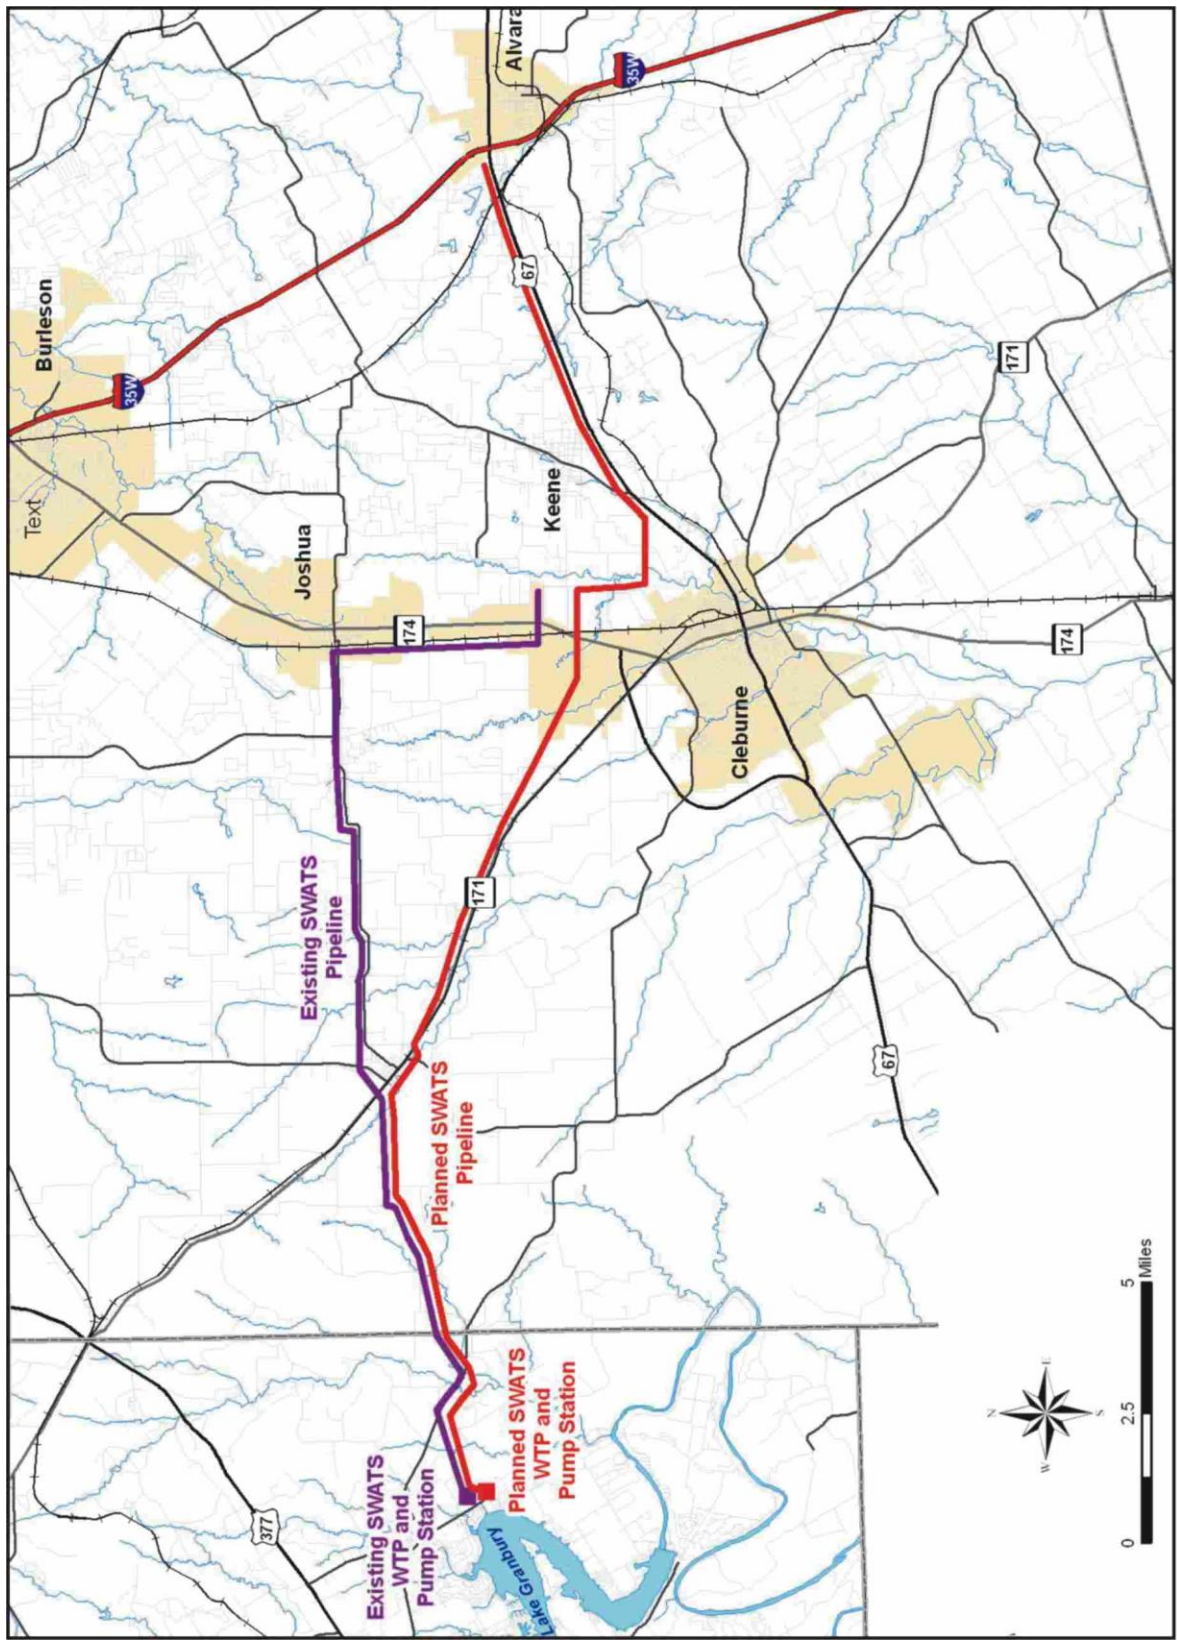 Text
Burleson
35W
377
Joshua
Existing SWATS
Pipeline
174
Existing SWATS
WTP and
Pump Station
Planned SWATS
Pipeline
171
Lake Granbury
Planned SWATS
WTP and
Pump Station
Keene
67
Alvara
35W
Cleburne
67
171
174
N
W
E
S
0
2.5
5
Miles